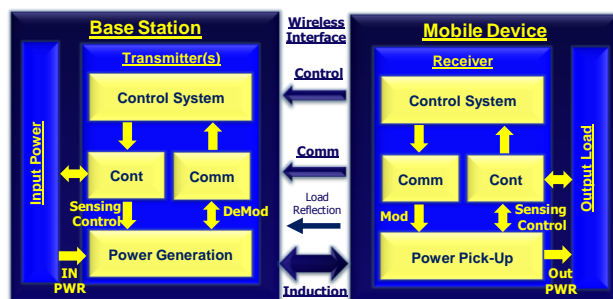 Base Station
Transmitter(s)
Input Power
Control System
Cont
Comm
Sensing
Control
DeMod
Power Generation
IN
PWR
Wireless
Interface
Control
Comm
Load
Reflection
Induction
Mobile Device
Receiver
Control System
Comm
Cont
Mod
Sensing
Control
Power Pick-Up
Out
PWR
Output Load